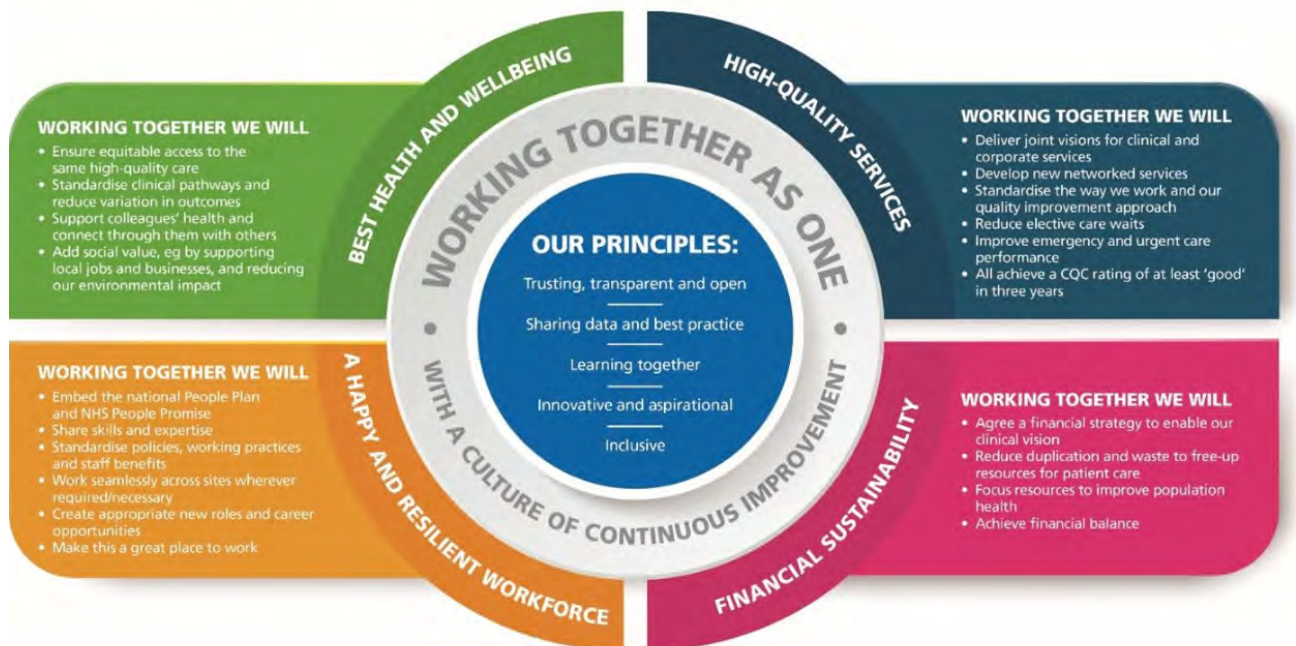 BEST HEALTH AND WELLBEING
WORKING TOGETHER WE WILL
• Ensure equitable access to the
same high-quality care
• Standardise clinical pathways and
reduce variation in outcomes
• Support colleagues' health and
connect through them with others
• Add social value, eg by supporting
local jobs and businesses, and reducing
our environmental impact
HIGH-QUALITY SERVICES
WORKING TOGETHER WE WILL
• Deliver joint visions for clinical and
corporate services
• Develop new networked services
• Standardise the way we work and our
quality improvement approach
• Reduce elective care waits
• Improve emergency and urgent care
performance
• All achieve a CQC rating of at least 'good'
in three years
WORKING TOGETHER AS ONE
• WITH A CULTURE OF CONTINUOUS IMPROVEMENT •
OUR PRINCIPLES:
Trusting, transparent and open
Sharing data and best practice
Learning together
Innovative and aspirational
Inclusive
A HAPPY AND RESILIENT WORKFORCE
WORKING TOGETHER WE WILL
• Embed the national People Plan
and NHS People Promise
• Share skills and expertise
• Standardise policies, working practices
and staff benefits
• Work seamlessly across sites wherever
required/necessary
• Create appropriate new roles and career
opportunities
• Make this a great place to work
FINANCIAL SUSTAINABILITY
WORKING TOGETHER WE WILL
• Agree a financial strategy to enable our
clinical vision
• Reduce duplication and waste to free-up
resources for patient care
• Focus resources to improve population
health
• Achieve financial balance